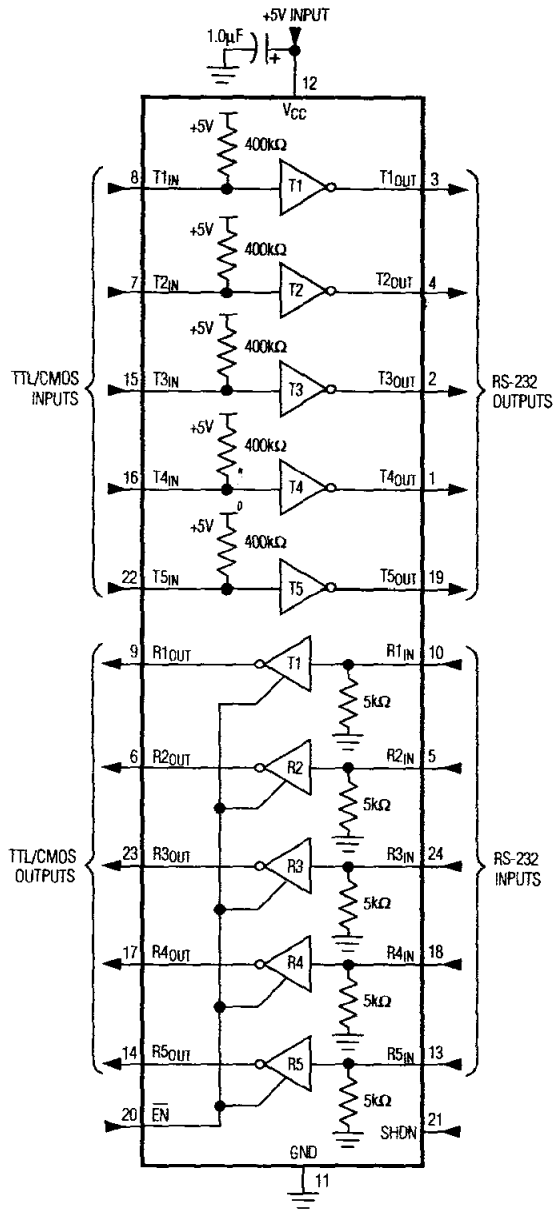 +5V INPUT
1.0µF
+
12
VCC
+5V
400kΩ
8 T1IN T1 T1OUT 3
+5V
400kΩ
7 T2IN T2 T2OUT 4
+5V
400kΩ
TTL/CMOS INPUTS
15 T3IN T3 T3OUT 2
RS-232 OUTPUTS
+5V
400kΩ
16 T4IN T4 T4OUT 1
+5V
400kΩ
22 T5IN T5 T5OUT 19
9 R1OUT T1 R1IN 10
5kΩ
6 R2OUT R2 R2IN 5
5kΩ
TTL/CMOS OUTPUTS
23 R3OUT R3 R3IN 24
RS-232 INPUTS
5kΩ
17 R4OUT R4 R4IN 18
5kΩ
14 R5OUT R5 R5IN 13
5kΩ
20 E̅N̅ SHDN 21
GND
11